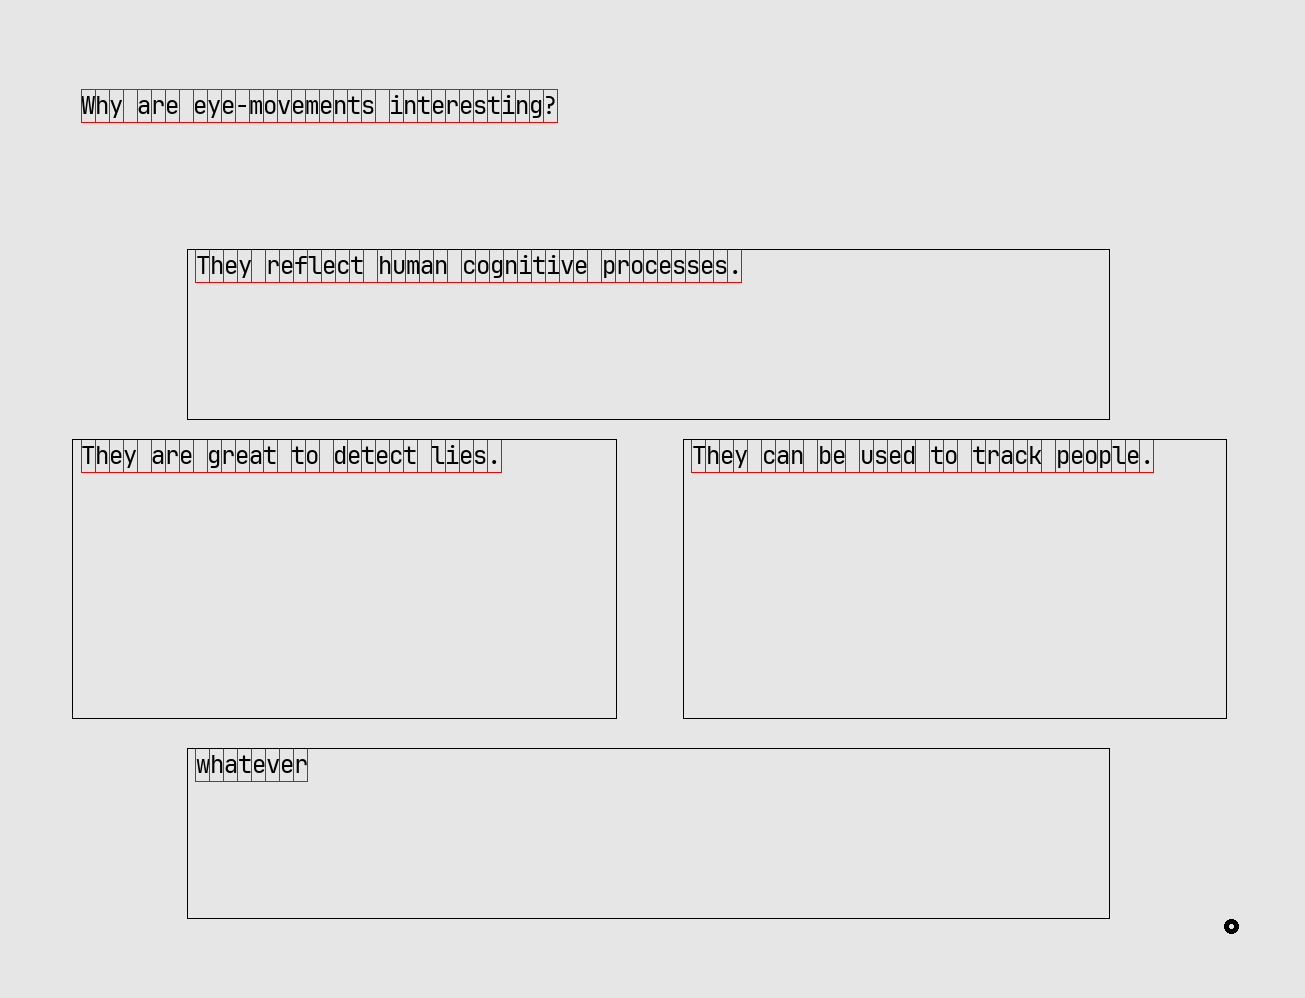 Why are eye-movements interesting?
They reflect human cognitive processes.
They are great to detect lies.
They can be used to track people.
whatever